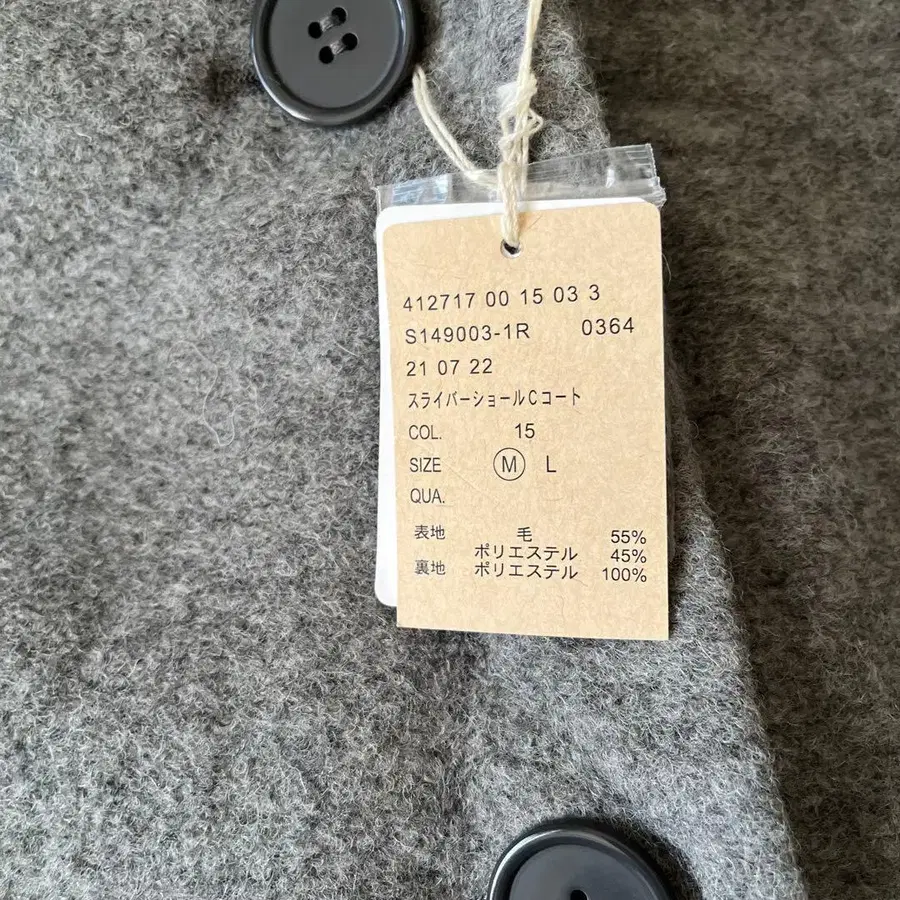 412717 00 15 03 3
S149003-1R 0364
21 07 22
スライバーショールCコート
COL. 15
SIZE M L
QUA.
表地 毛 55%
ポリエステル 45%
裏地 ポリエステル 100%